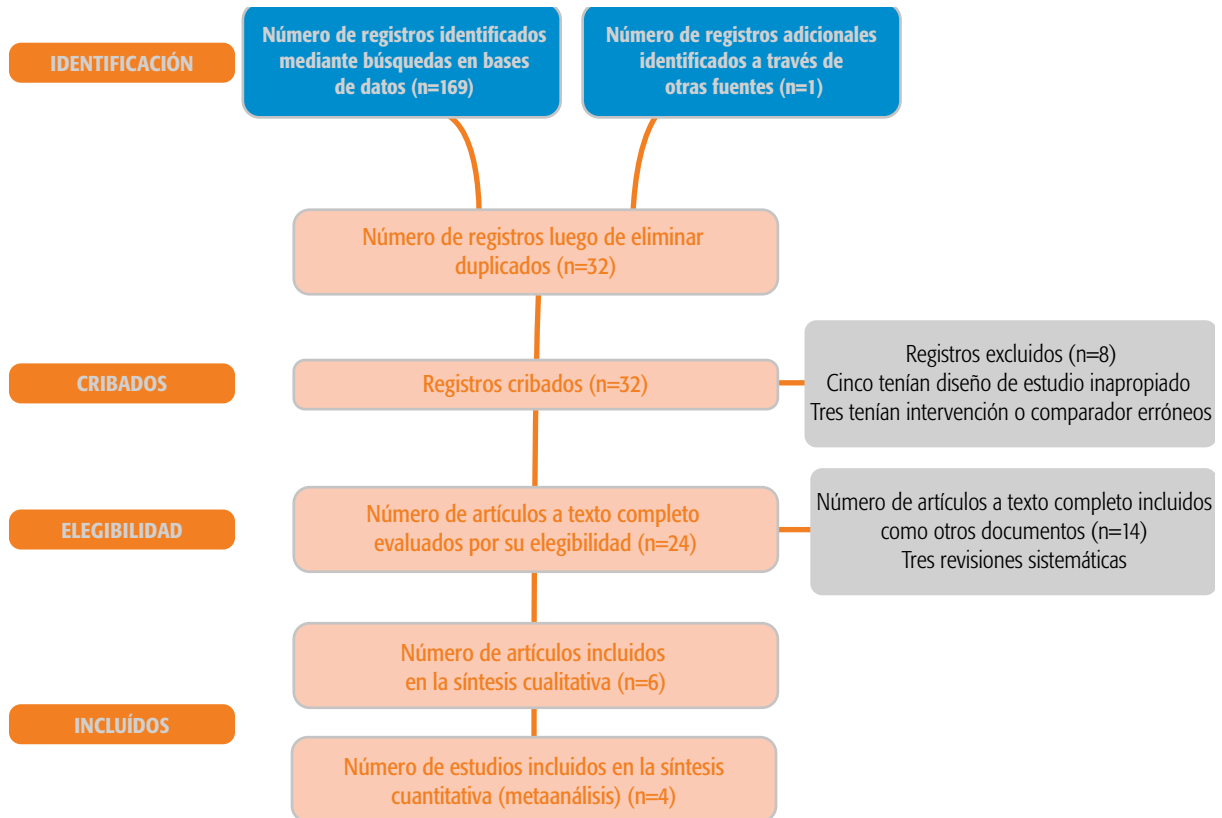 IDENTIFICACIÓN
Número de registros identificados
mediante búsquedas en bases
de datos (n=169)
Número de registros adicionales
identificados a través de
otras fuentes (n=1)
Número de registros luego de eliminar
duplicados (n=32)
CRIBADOS
Registros cribados (n=32)
Registros excluidos (n=8)
Cinco tenían diseño de estudio inapropiado
Tres tenían intervención o comparador erróneos
ELEGIBILIDAD
Número de artículos a texto completo
evaluados por su elegibilidad (n=24)
Número de artículos a texto completo incluidos
como otros documentos (n=14)
Tres revisiones sistemáticas
INCLUÍDOS
Número de artículos incluidos
en la síntesis cualitativa (n=6)
Número de estudios incluidos en la síntesis
cuantitativa (metaanálisis) (n=4)